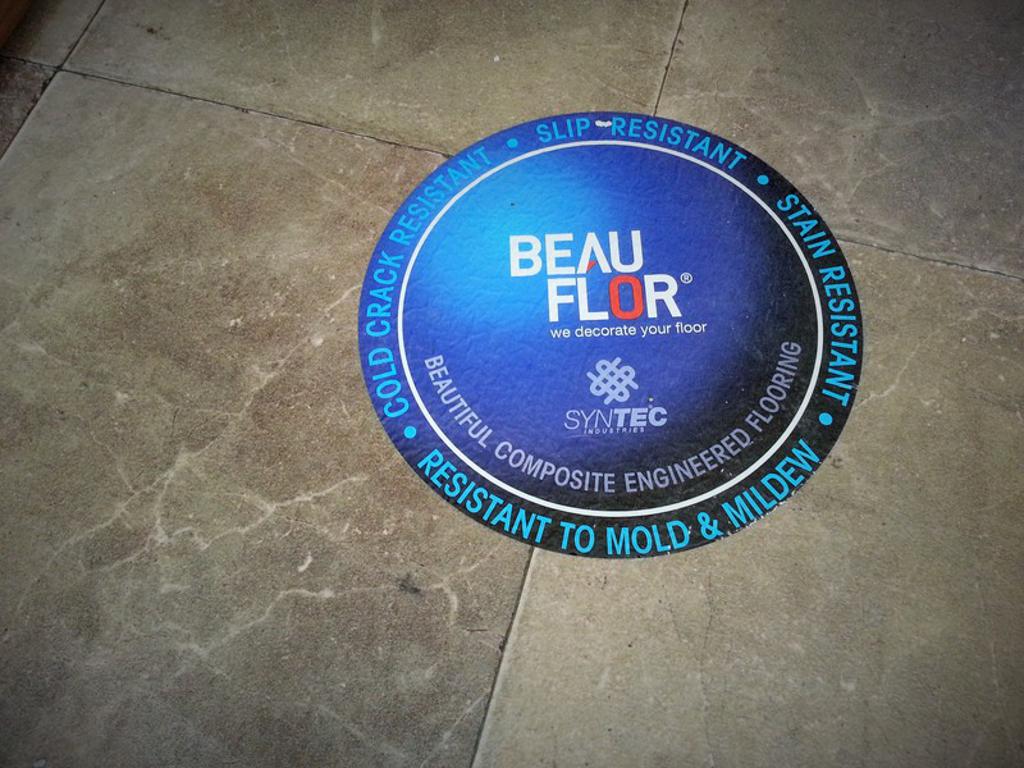 COLD CRACK RESISTANT • SLIP-RESISTANT • STAIN RESISTANT •
BEAU
FLOR®
we decorate your floor
SYNTEC
INDUSTRIES
BEAUTIFUL COMPOSITE ENGINEERED FLOORING
RESISTANT TO MOLD & MILDEW •